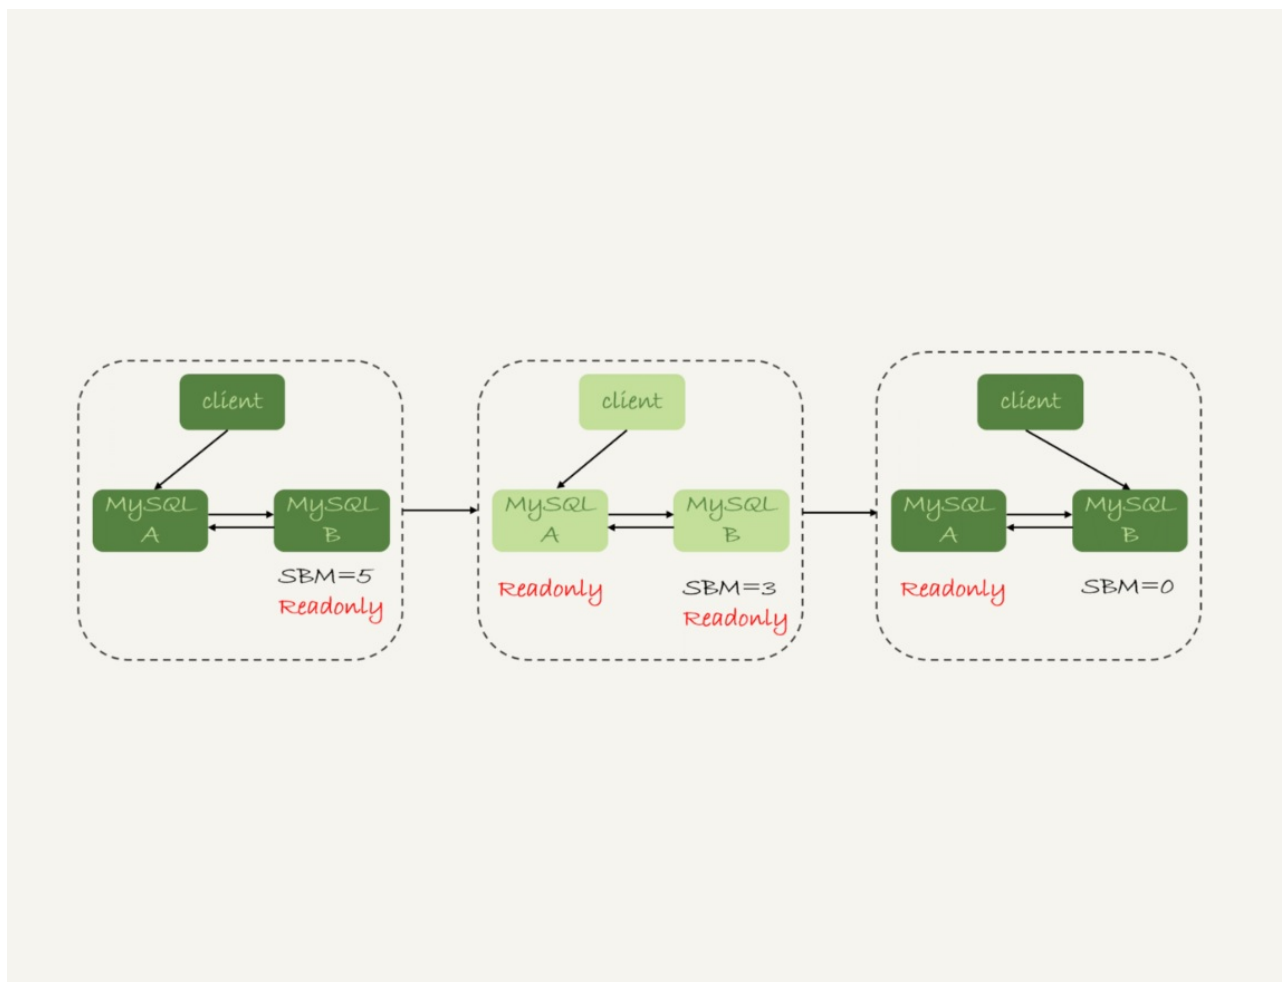 client
MySQL
A
MySQL
B
SBM=5
Readonly
client
MySQL
A
MySQL
B
Readonly
SBM=3
Readonly
client
MySQL
A
MySQL
B
Readonly
SBM=0